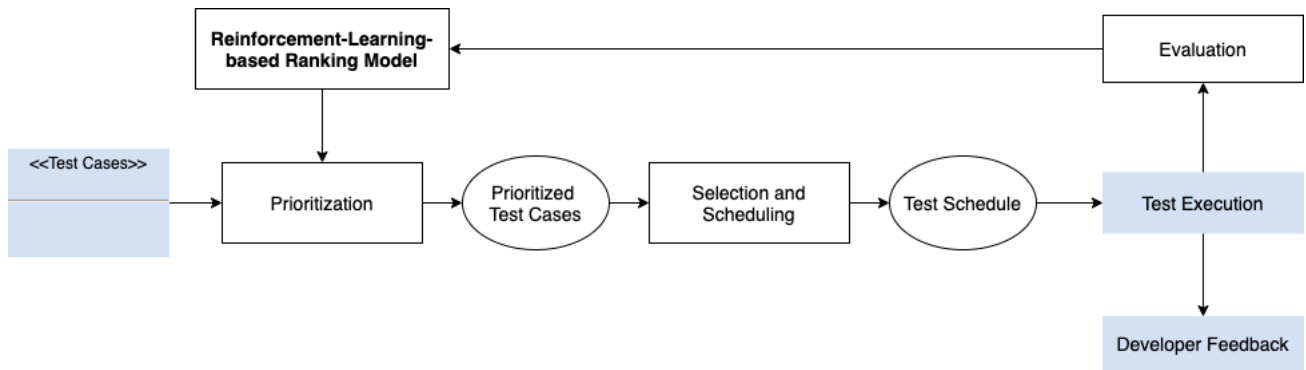 Reinforcement-Learning-
based Ranking Model
Evaluation
<<Test Cases>>
Prioritization
Prioritized
Test Cases
Selection and
Scheduling
Test Schedule
Test Execution
Developer Feedback